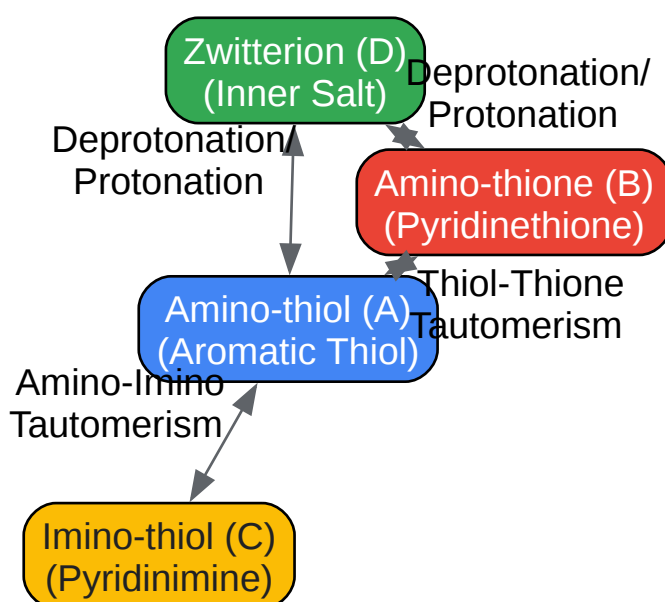 Zwitterion (D)
(Inner Salt)
Deprotonation/
Protonation
Deprotonation/
Protonation
Amino-thione (B)
(Pyridinethione)
Thiol-Thione
Tautomerism
Amino-thiol (A)
(Aromatic Thiol)
Amino-Imino
Tautomerism
Imino-thiol (C)
(Pyridinimine)